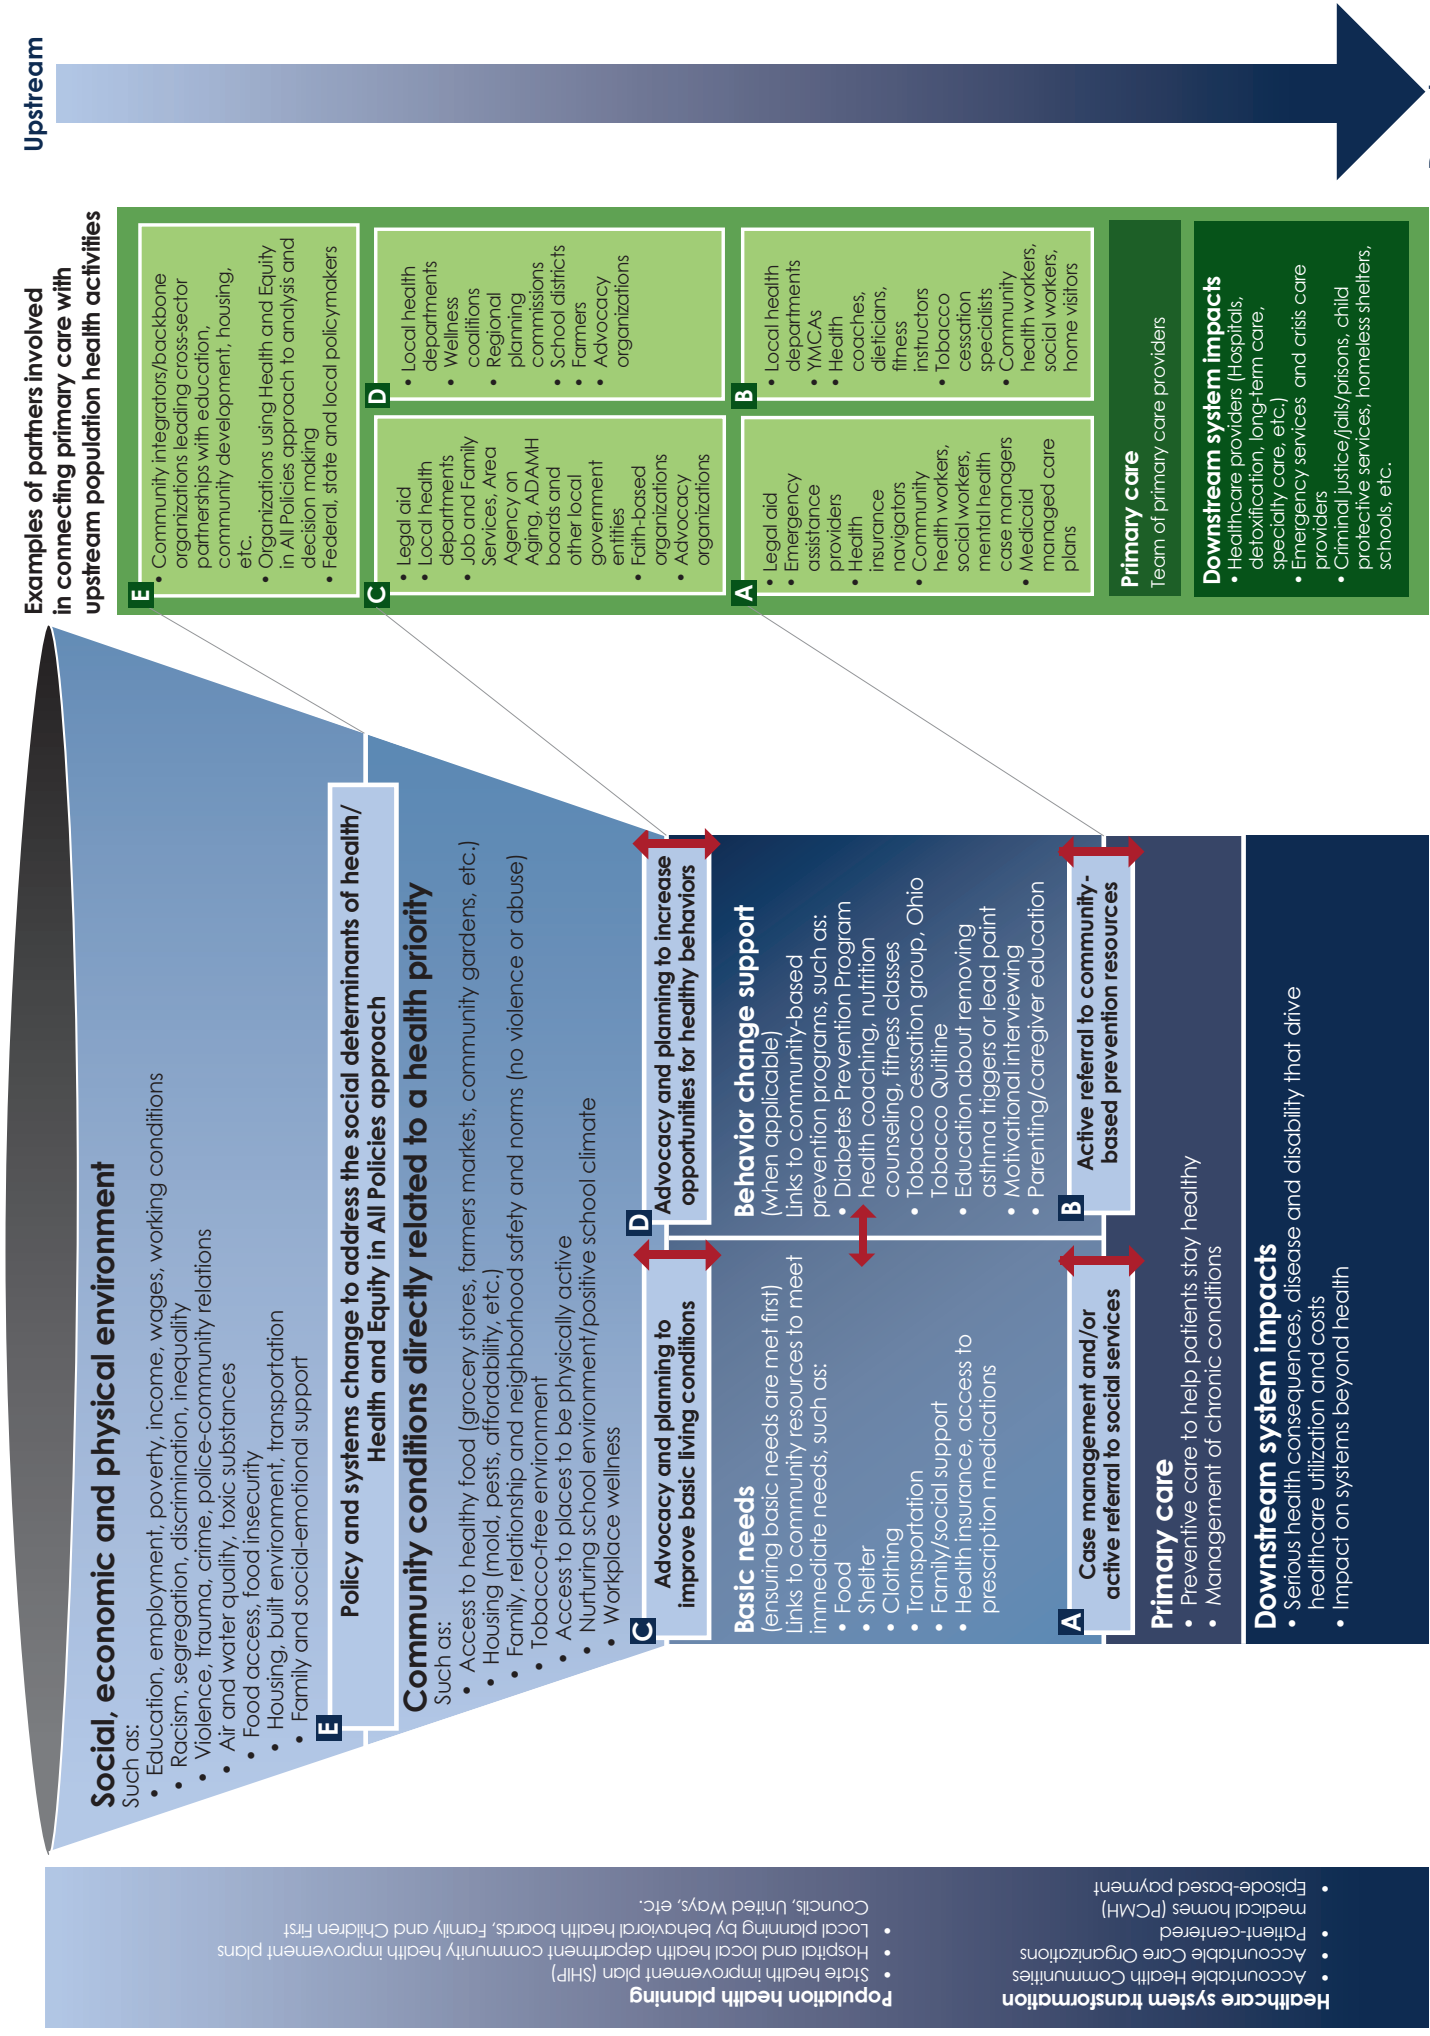 Population health planning
• State health improvement plan (SHIP)
• Hospital and local health department community health improvement plans
• Local planning by behavioral health boards, Family and Children First
Councils, United Ways, etc.
Healthcare system transformation
• Accountable Health Communities
• Accountable Care Organizations
• Patient-centered
medical homes (PCMH)
• Episode-based payment
Social, economic and physical environment
Such as:
• Education, employment, poverty, income, wages, working conditions
• Racism, segregation, discrimination, inequality
• Violence, trauma, crime, police-community relations
• Air and water quality, toxic substances
• Food access, food insecurity
• Housing, built environment, transportation
• Family and social-emotional support
E
Policy and systems change to address the social determinants of health/
Health and Equity in All Policies approach
Community conditions directly related to a health priority
Such as:
• Access to healthy food (grocery stores, farmers markets, community gardens, etc.)
• Housing (mold, pests, affordability, etc.)
• Family, relationship and neighborhood safety and norms (no violence or abuse)
• Tobacco-free environment
• Access to places to be physically active
• Nurturing school environment/positive school climate
• Workplace wellness
C
Advocacy and planning to
improve basic living conditions
D
Advocacy and planning to increase
opportunities for healthy behaviors
Basic needs
(ensuring basic needs are met first)
Links to community resources to meet
immediate needs, such as:
• Food
• Shelter
• Clothing
• Transportation
• Family/social support
• Health insurance, access to
prescription medications
Behavior change support
(when applicable)
Links to community-based
prevention programs, such as:
• Diabetes Prevention Program
health coaching, nutrition
counseling, fitness classes
• Tobacco cessation group, Ohio
Tobacco Quitline
• Education about removing
asthma triggers or lead paint
• Motivational interviewing
• Parenting/caregiver education
A
Case management and/or
active referral to social services
B
Active referral to community-
based prevention resources
Primary care
• Preventive care to help patients stay healthy
• Management of chronic conditions
Downstream system impacts
• Serious health consequences, disease and disability that drive
healthcare utilization and costs
• Impact on systems beyond health
Examples of partners involved
in connecting primary care with
upstream population health activities
E
• Community integrators/backbone
organizations leading cross-sector
partnerships with education,
community development, housing,
etc.
• Organizations using Health and Equity
in All Policies approach to analysis and
decision making
• Federal, state and local policymakers
C
• Legal aid
• Local health
departments
• Job and Family
Services, Area
Agency on
Aging, ADAMH
boards and
other local
government
entities
• Faith-based
organizations
• Advocacy
organizations
D
• Local health
departments
• Wellness
coalitions
• Regional
planning
commissions
• School districts
• Farmers
• Advocacy
organizations
A
• Legal aid
• Emergency
assistance
providers
• Health
insurance
navigators
• Community
health workers,
social workers,
mental health
case managers
• Medicaid
managed care
plans
B
• Local health
departments
• YMCAs
• Health
coaches,
dieticians,
fitness
instructors
• Tobacco
cessation
specialists
• Community
health workers,
social workers,
home visitors
Primary care
Team of primary care providers
Downstream system impacts
• Healthcare providers (Hospitals,
detoxification, long-term care,
specialty care, etc.)
• Emergency services and crisis care
providers
• Criminal justice/jails/prisons, child
protective services, homeless shelters,
schools, etc.
Upstream